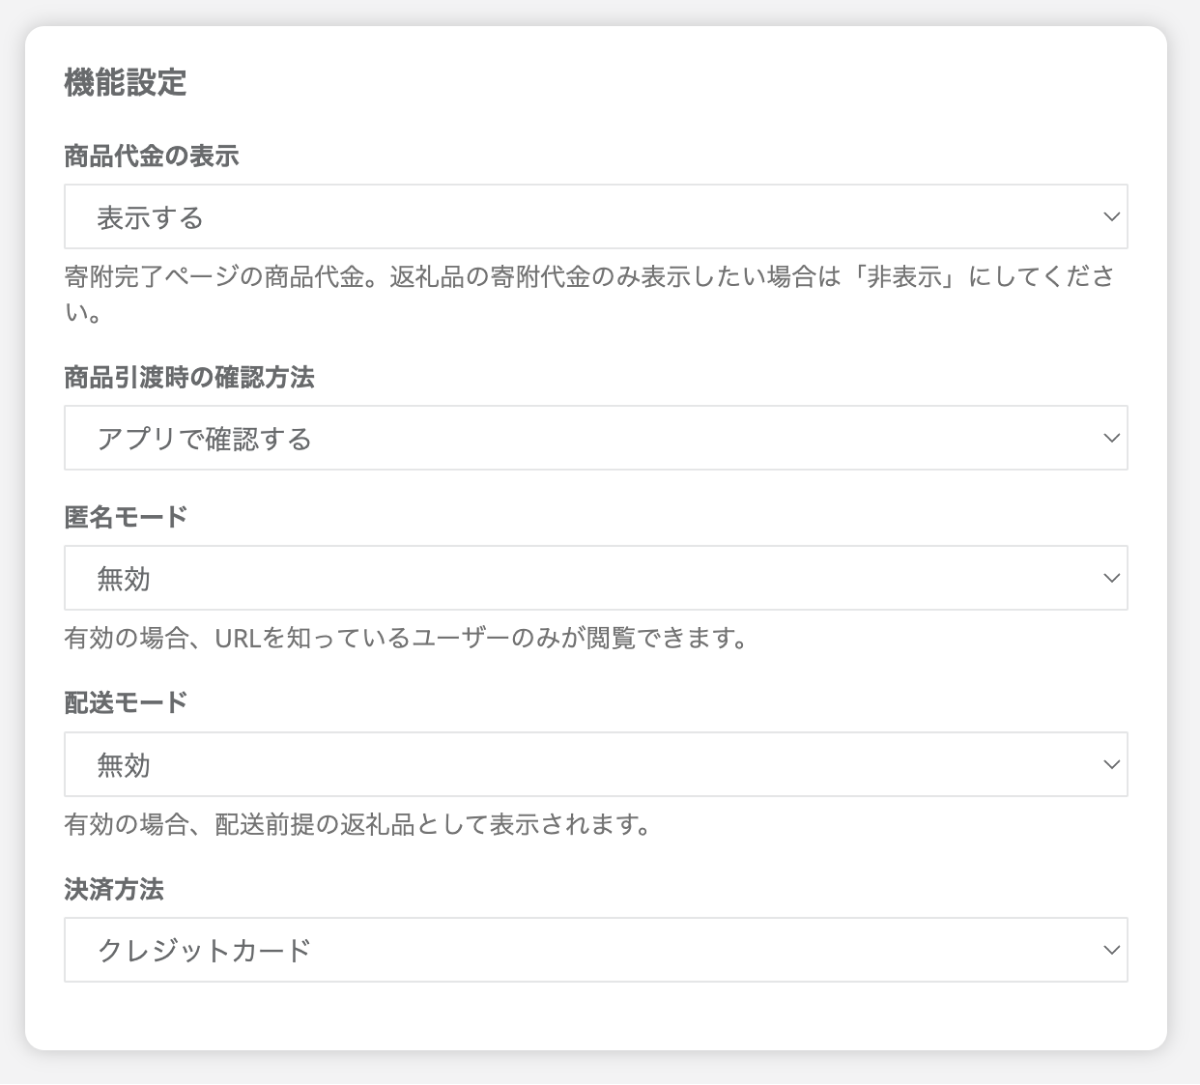 機能設定
商品代金の表示
表示する
寄附完了ページの商品代金。返礼品の寄附代金のみ表示したい場合は「非表示」にしてくださ
い。
商品引渡時の確認方法
アプリで確認する
匿名モード
無効
有効の場合、URLを知っているユーザーのみが閲覧できます。
配送モード
無効
有効の場合、配送前提の返礼品として表示されます。
決済方法
クレジットカード